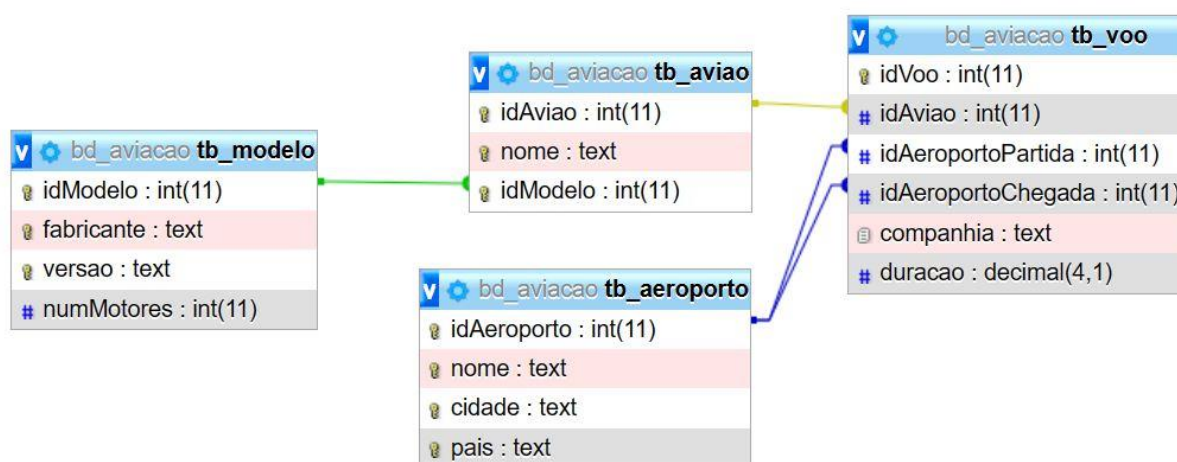 bd_aviacao tb_modelo
idModelo : int(11)
fabricante : text
versao : text
numMotores : int(11)
bd_aviacao tb_aviao
idAviao : int(11)
nome : text
idModelo : int(11)
bd_aviacao tb_aeroporto
idAeroporto : int(11)
nome : text
cidade : text
pais : text
bd_aviacao tb_voo
idVoo : int(11)
# idAviao : int(11)
# idAeroportoPartida : int(11)
# idAeroportoChegada : int(11)
companhia : text
# duracao : decimal(4,1)